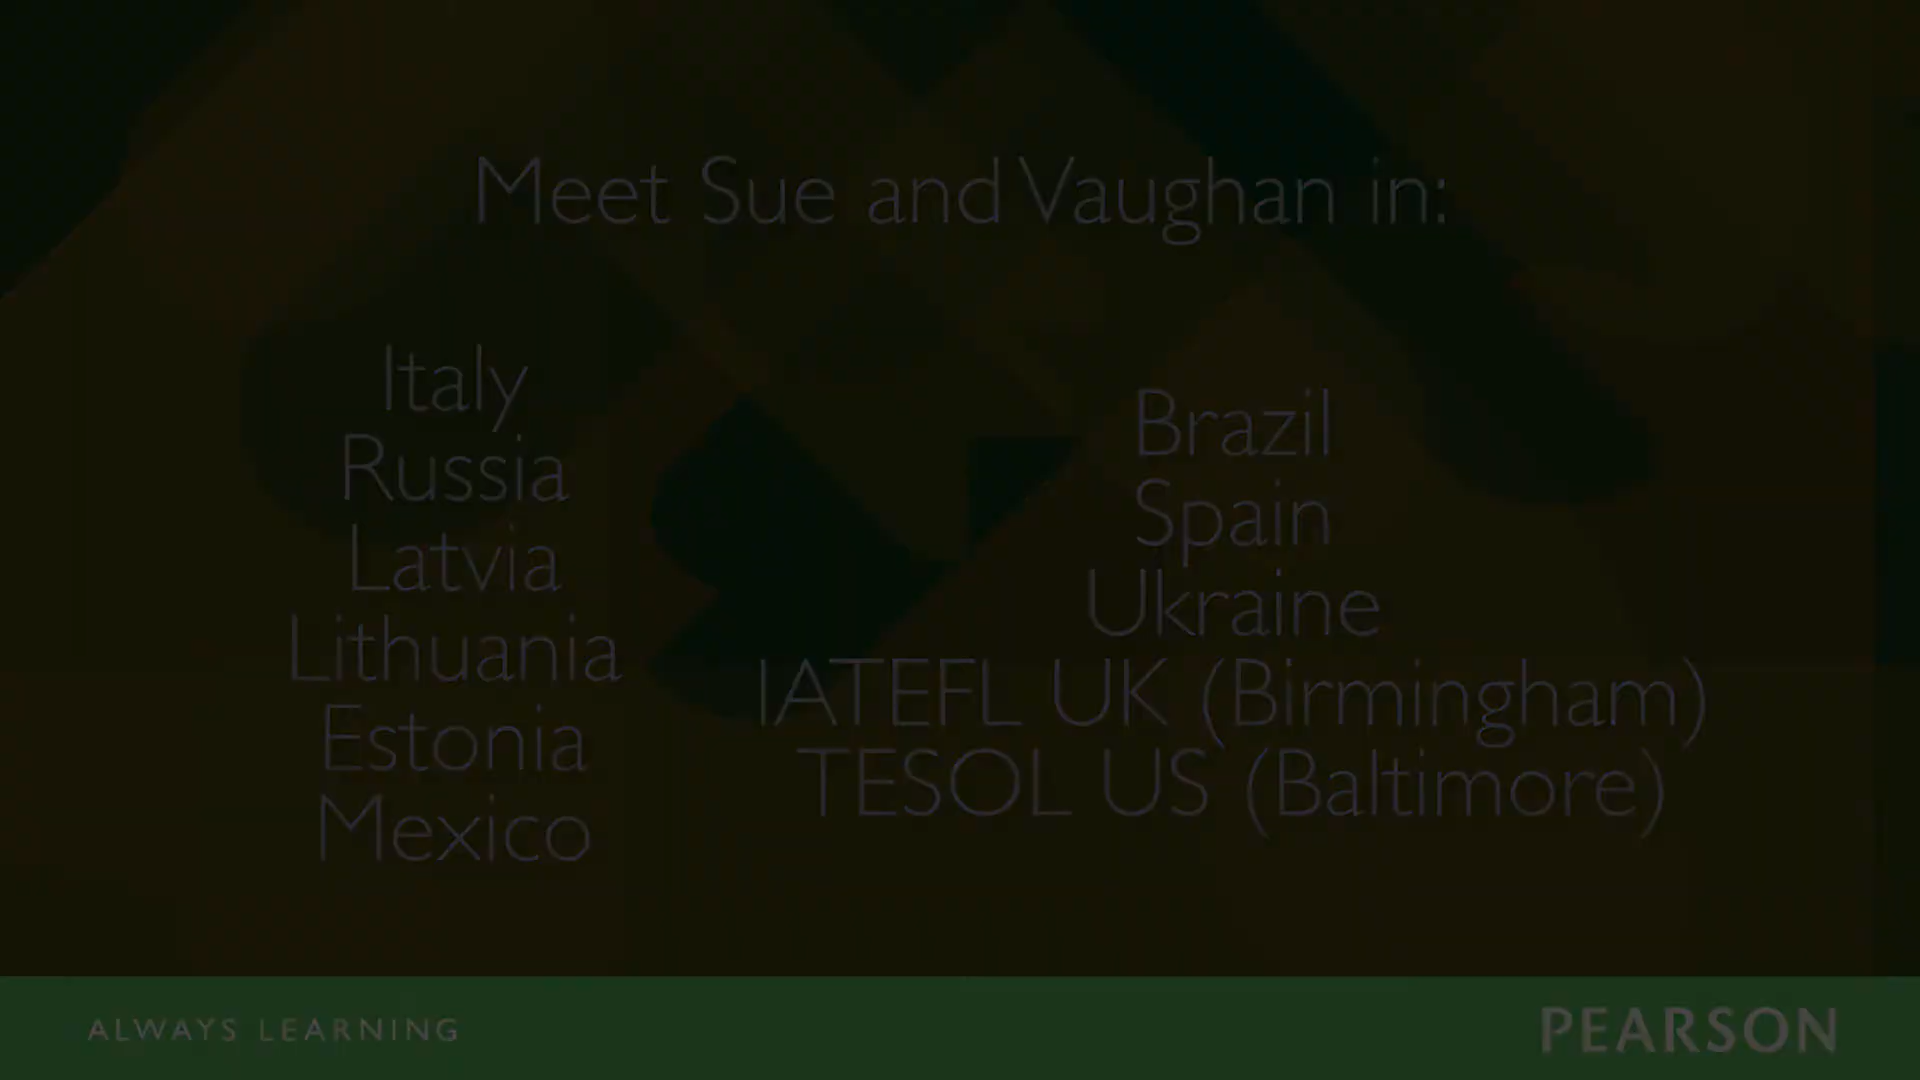 Meet Sue and Vaughan in:
Italy
Russia
Latvia
Lithuania
Estonia
Mexico
Brazil
Spain
Ukraine
IATEFL UK (Birmingham)
TESOL US (Baltimore)
ALWAYS LEARNING
PEARSON